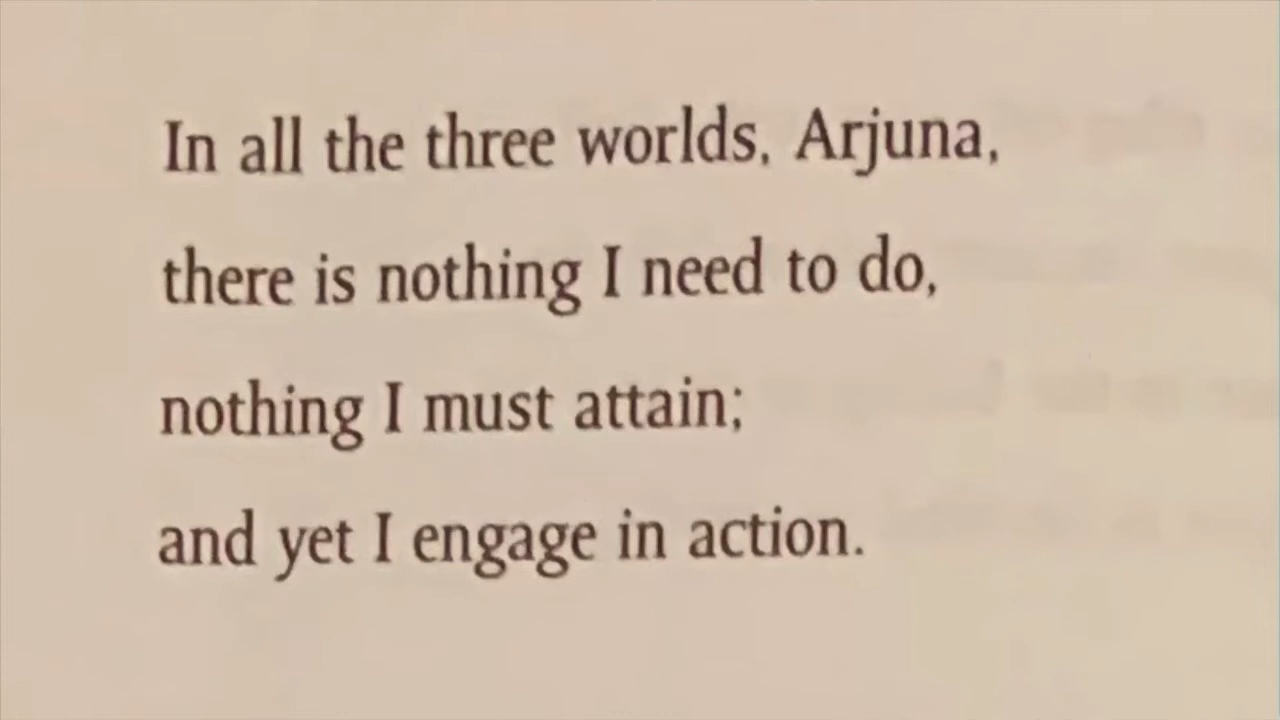 In all the three worlds, Arjuna,
there is nothing I need to do,
nothing I must attain;
and yet I engage in action.